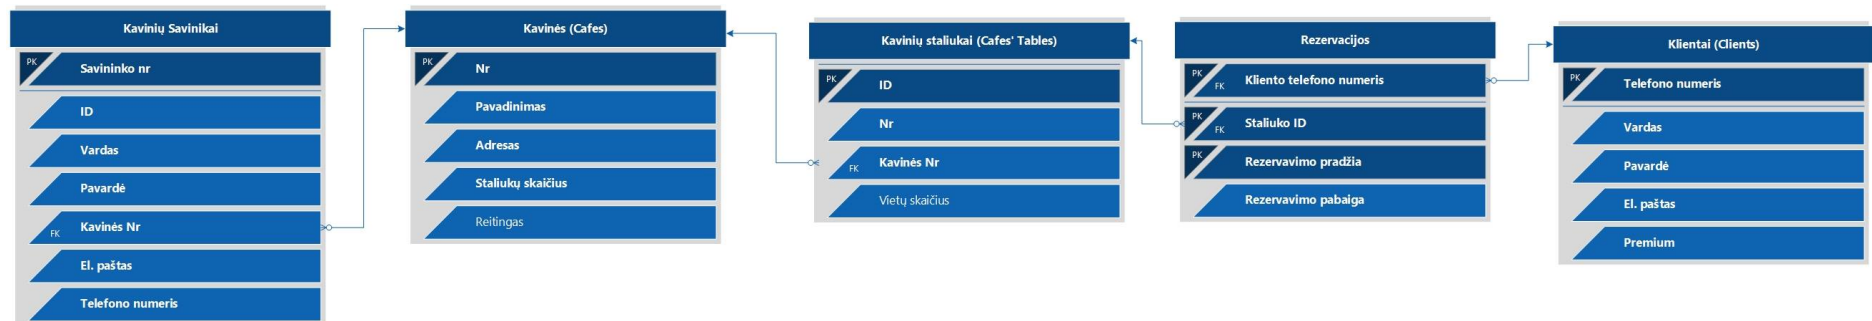 Kavinių Savinikai
PK
Savininko nr
ID
Vardas
Pavardė
FK
Kavinės Nr
El. paštas
Telefono numeris
Kavinės (Cafes)
PK
Nr
Pavadinimas
Adresas
Staliukų skaičius
Reitingas
Kavinių staliukai (Cafes' Tables)
PK
ID
Nr
FK
Kavinės Nr
Vietų skaičius
Rezervacijos
PK
FK
Kliento telefono numeris
PK
FK
Staliuko ID
PK
Rezervavimo pradžia
Rezervavimo pabaiga
Klientai (Clients)
PK
Telefono numeris
Vardas
Pavardė
El. paštas
Premium